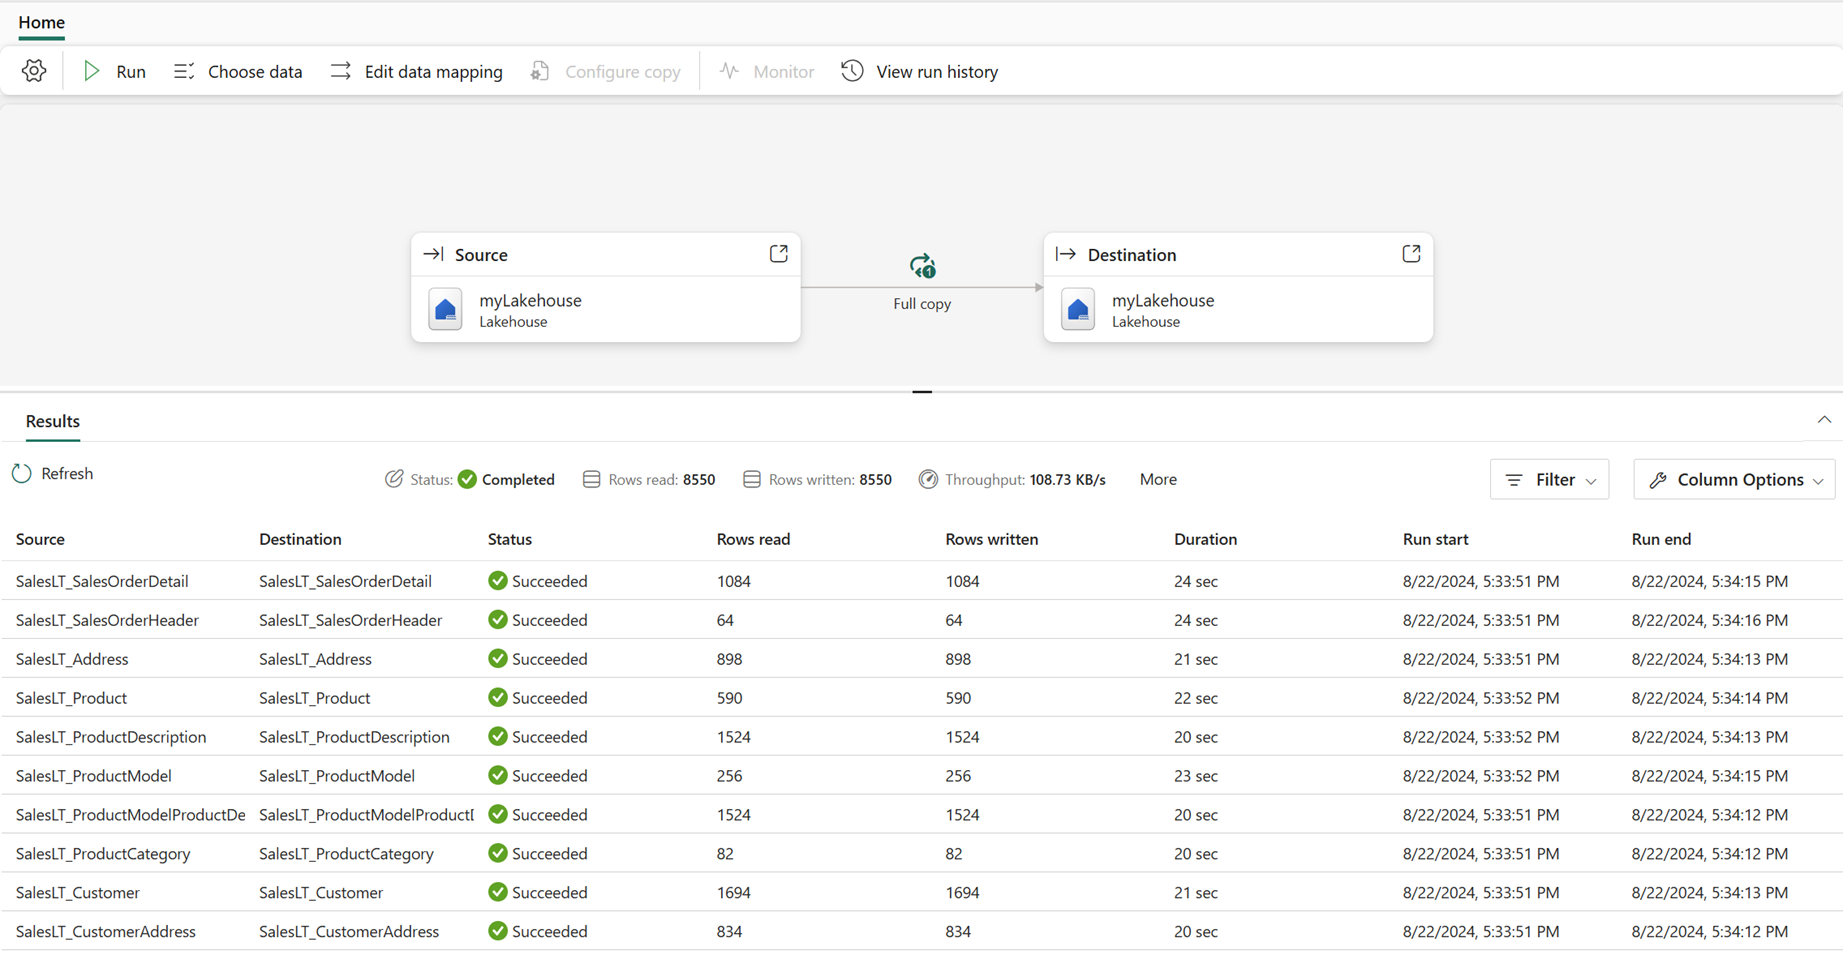 Home
Run Choose data Edit data mapping Configure copy Monitor View run history
Source
myLakehouse
Lakehouse
1
Full copy
Destination
myLakehouse
Lakehouse
Results
Refresh Status: Completed Rows read: 8550 Rows written: 8550 Throughput: 108.73 KB/s More Filter Column Options
Source Destination Status Rows read Rows written Duration Run start Run end
SalesLT_SalesOrderDetail SalesLT_SalesOrderDetail Succeeded 1084 1084 24 sec 8/22/2024, 5:33:51 PM 8/22/2024, 5:34:15 PM
SalesLT_SalesOrderHeader SalesLT_SalesOrderHeader Succeeded 64 64 24 sec 8/22/2024, 5:33:51 PM 8/22/2024, 5:34:16 PM
SalesLT_Address SalesLT_Address Succeeded 898 898 21 sec 8/22/2024, 5:33:51 PM 8/22/2024, 5:34:13 PM
SalesLT_Product SalesLT_Product Succeeded 590 590 22 sec 8/22/2024, 5:33:52 PM 8/22/2024, 5:34:14 PM
SalesLT_ProductDescription SalesLT_ProductDescription Succeeded 1524 1524 20 sec 8/22/2024, 5:33:52 PM 8/22/2024, 5:34:13 PM
SalesLT_ProductModel SalesLT_ProductModel Succeeded 256 256 23 sec 8/22/2024, 5:33:52 PM 8/22/2024, 5:34:15 PM
SalesLT_ProductModelProductDe SalesLT_ProductModelProductD Succeeded 1524 1524 20 sec 8/22/2024, 5:33:51 PM 8/22/2024, 5:34:12 PM
SalesLT_ProductCategory SalesLT_ProductCategory Succeeded 82 82 20 sec 8/22/2024, 5:33:51 PM 8/22/2024, 5:34:12 PM
SalesLT_Customer SalesLT_Customer Succeeded 1694 1694 21 sec 8/22/2024, 5:33:51 PM 8/22/2024, 5:34:13 PM
SalesLT_CustomerAddress SalesLT_CustomerAddress Succeeded 834 834 20 sec 8/22/2024, 5:33:51 PM 8/22/2024, 5:34:12 PM